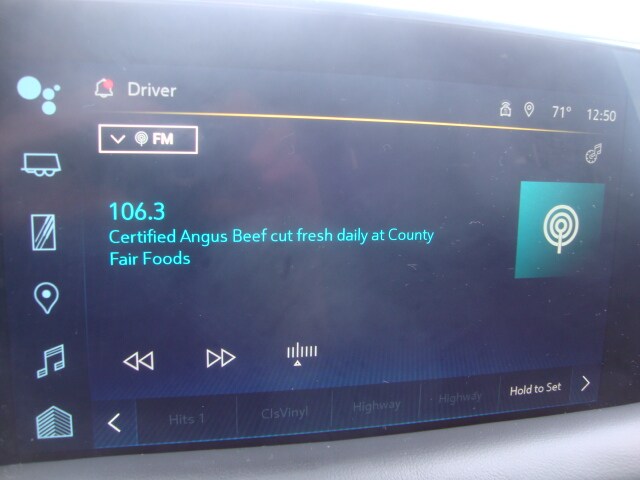 Driver
71° 12:50
FM
106.3
Certified Angus Beef cut fresh daily at County
Fair Foods
Hits 1 ClsVinyl Highway Highway Hold to Set